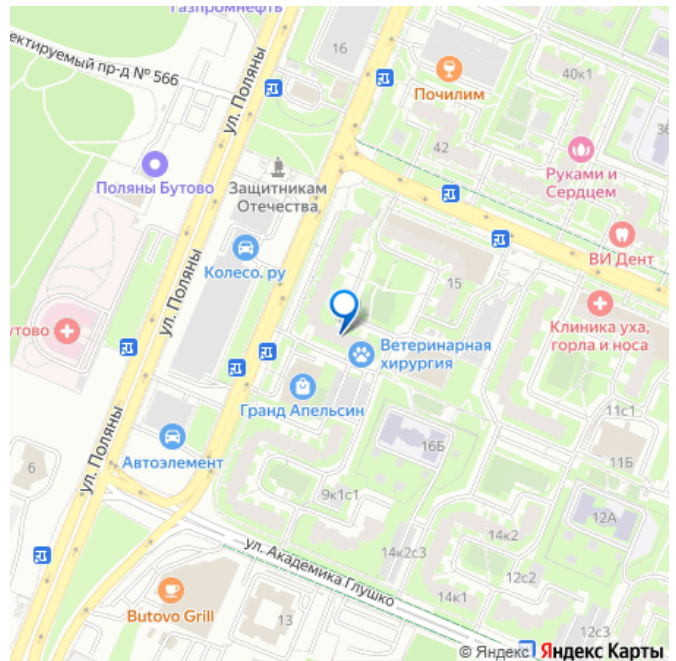 Газпромнефть
ектируемый пр-д № 566
ул. Поляны
16
40к1
Почилим
36
42
Поляны Бутово
Защитникам
Отечества
Руками и
Сердцем
ВИ Дент
Колесо.ру
ул. Поляны
15
Клиника уха,
горла и носа
утово
Ветеринарная
хирургия
Гранд Апельсин
11с1
ул. Поляны
Автоэлемент
16Б
11Б
6
9к1с1
12А
14к2с3
14к2
ул. Академика Глушко
12с2
14к1
Butovo Grill
13
12с3
© Яндекс Яндекс Карты